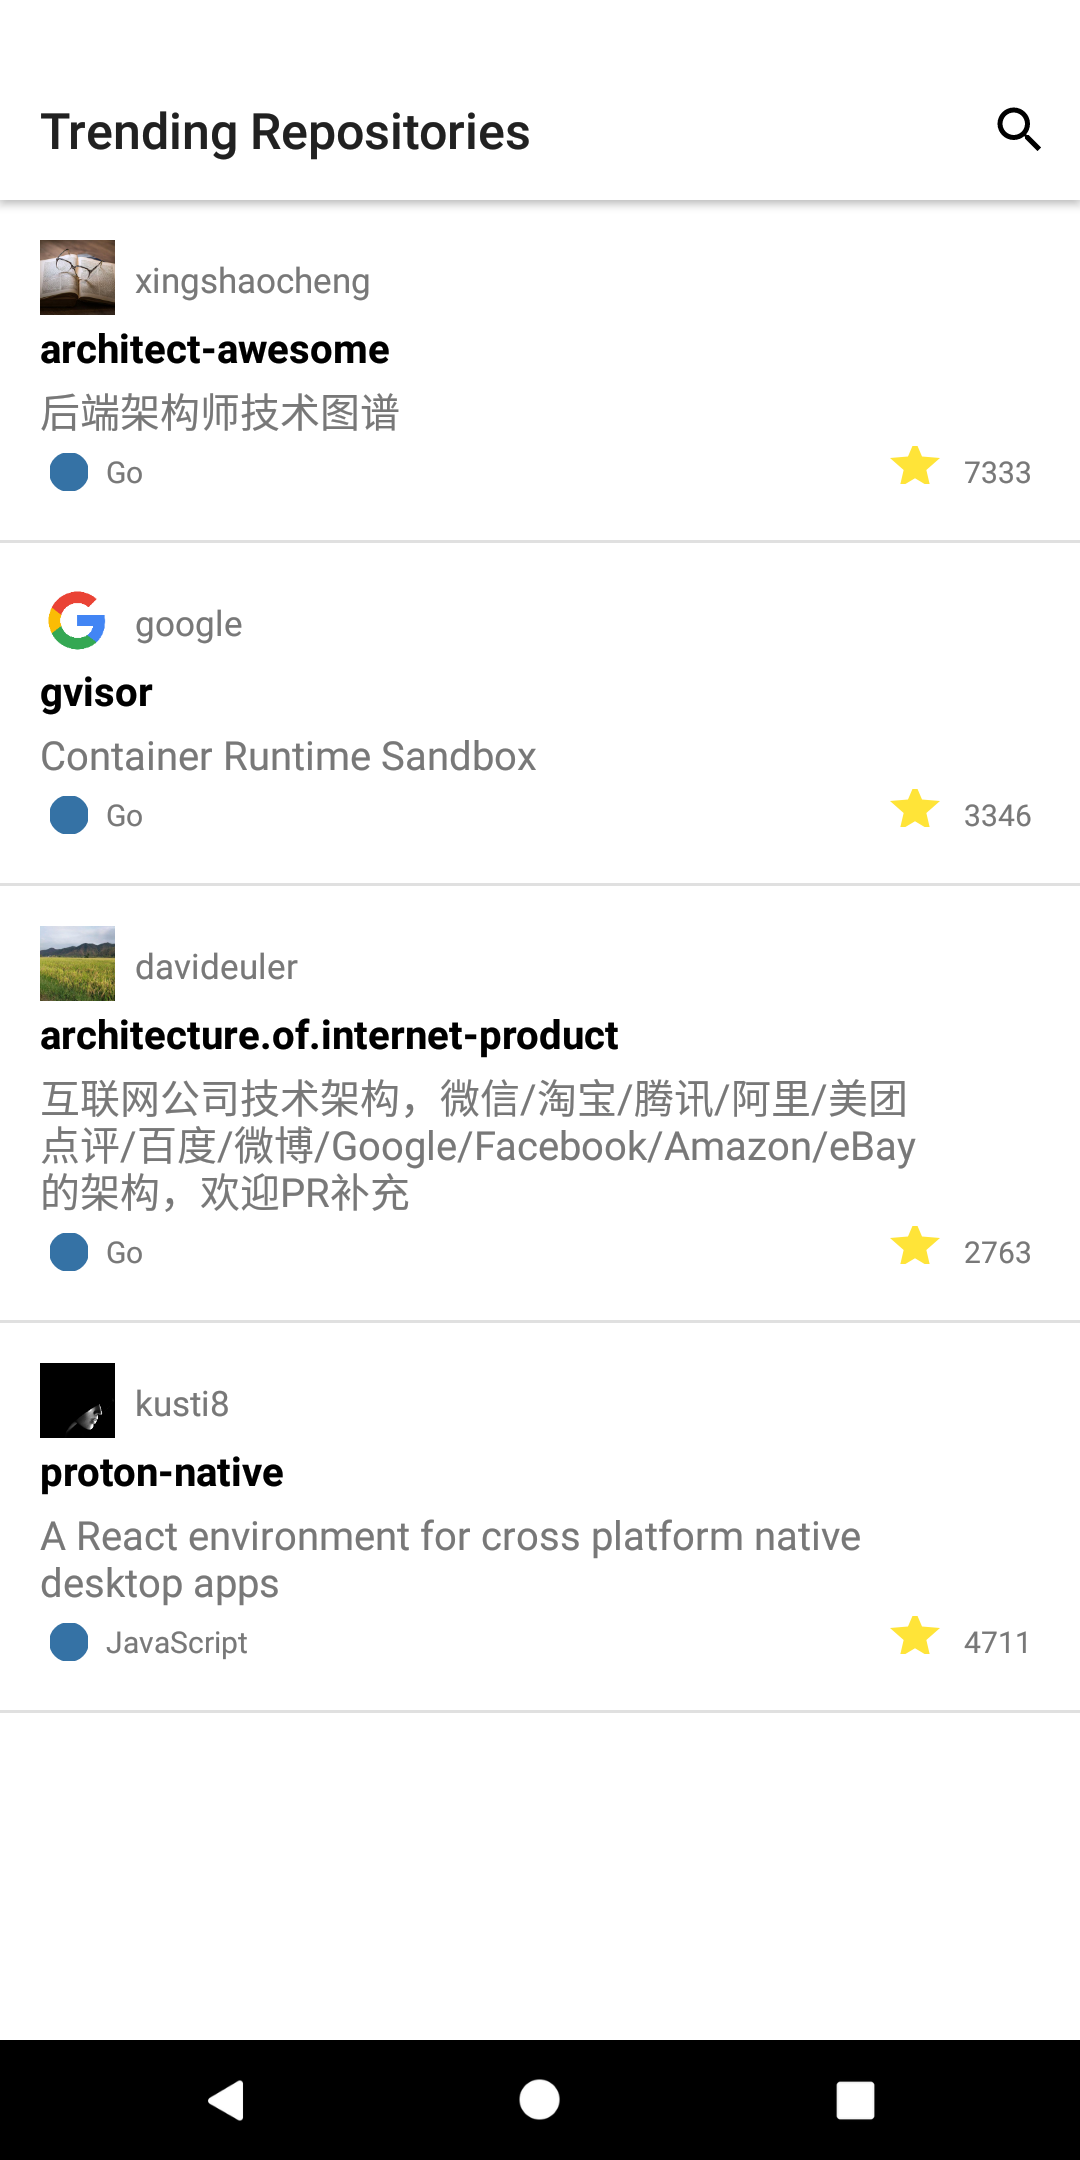 Trending Repositories
xingshaocheng
architect-awesome
后端架构师技术图谱
Go 7333
google
gvisor
Container Runtime Sandbox
Go 3346
davideuler
architecture.of.internet-product
互联网公司技术架构，微信/淘宝/腾讯/阿里/美团
点评/百度/微博/Google/Facebook/Amazon/eBay
的架构，欢迎PR补充
Go 2763
kusti8
proton-native
A React environment for cross platform native
desktop apps
JavaScript 4711